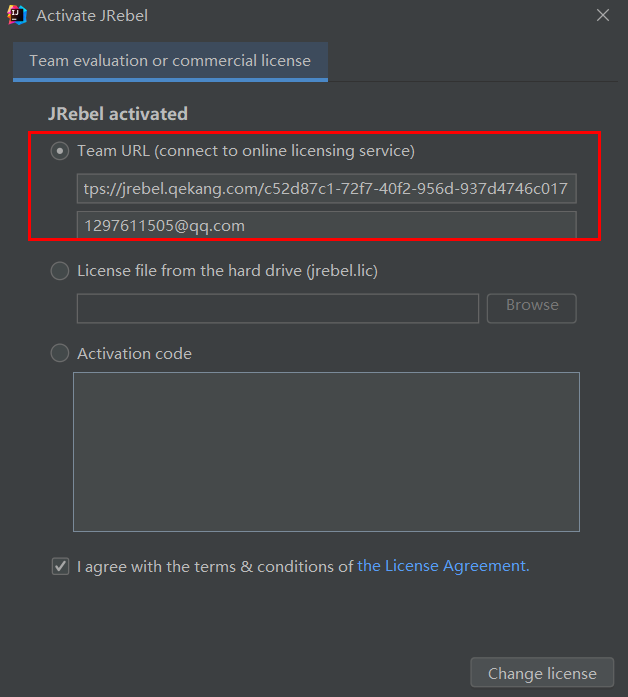 Activate JRebel
Team evaluation or commercial license
JRebel activated
Team URL (connect to online licensing service)
tps://jrebel.qekang.com/c52d87c1-72f7-40f2-956d-937d4746c017
1297611505@qq.com
License file from the hard drive (jrebel.lic)
Browse
Activation code
I agree with the terms & conditions of the License Agreement.
Change license